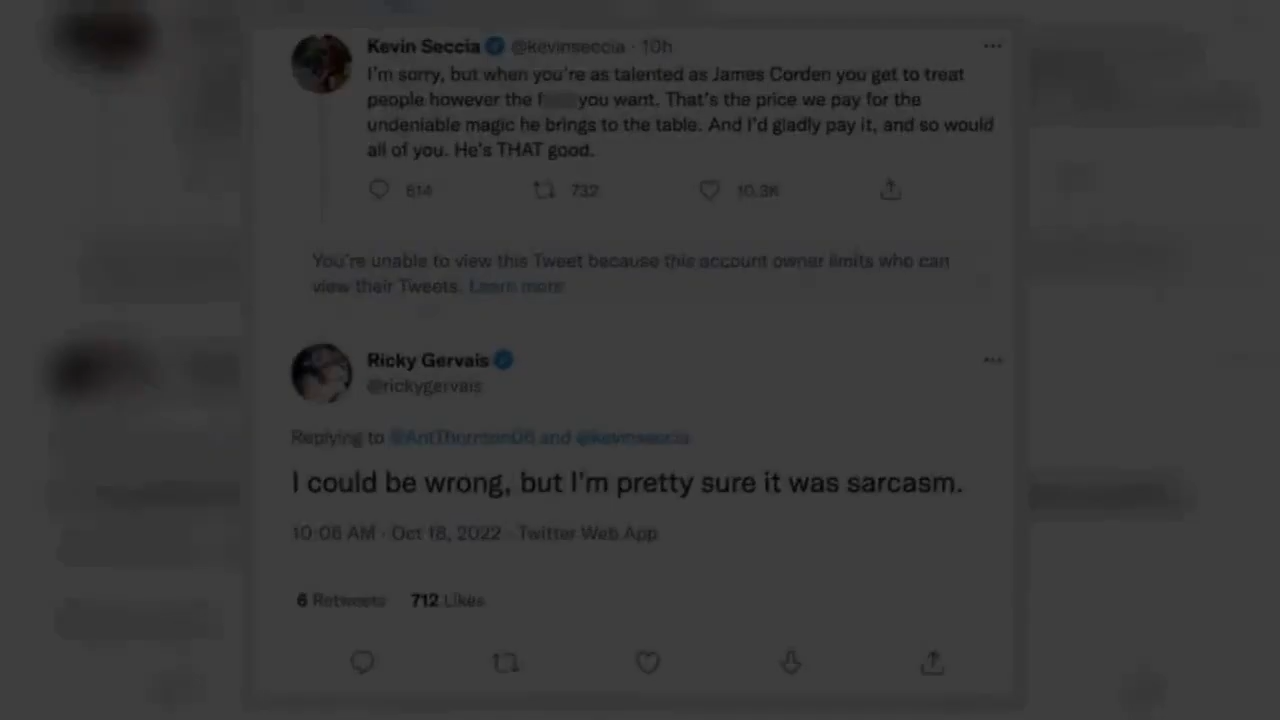 Kevin Seccia @kevinseccia · 10h
I'm sorry, but when you're as talented as James Corden you get to treat
people however the f you want. That's the price we pay for the
undeniable magic he brings to the table. And I'd gladly pay it, and so would
all of you. He's THAT good.
614 732 10.3K
You're unable to view this Tweet because this account owner limits who can
view their Tweets. Learn more
Ricky Gervais
@rickygervais
Replying to @AntThornton06 and @kevinseccia
I could be wrong, but I'm pretty sure it was sarcasm.
10:06 AM · Oct 18, 2022 · Twitter Web App
6 Retweets 712 Likes